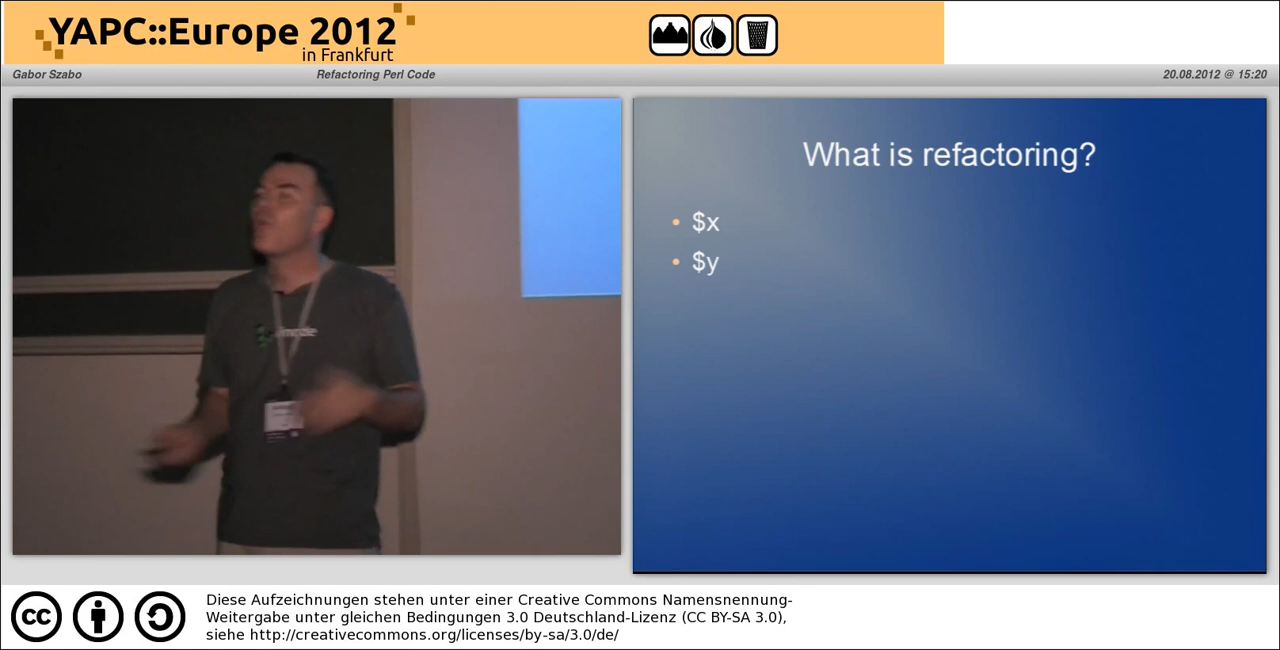 YAPC::Europe 2012
in Frankfurt
Gabor Szabo
Refactoring Perl Code
20.08.2012 @ 15:20
What is refactoring?
• $x
• $y
cc
Diese Aufzeichnungen stehen unter einer Creative Commons Namensnennung-
Weitergabe unter gleichen Bedingungen 3.0 Deutschland-Lizenz (CC BY-SA 3.0),
siehe http://creativecommons.org/licenses/by-sa/3.0/de/